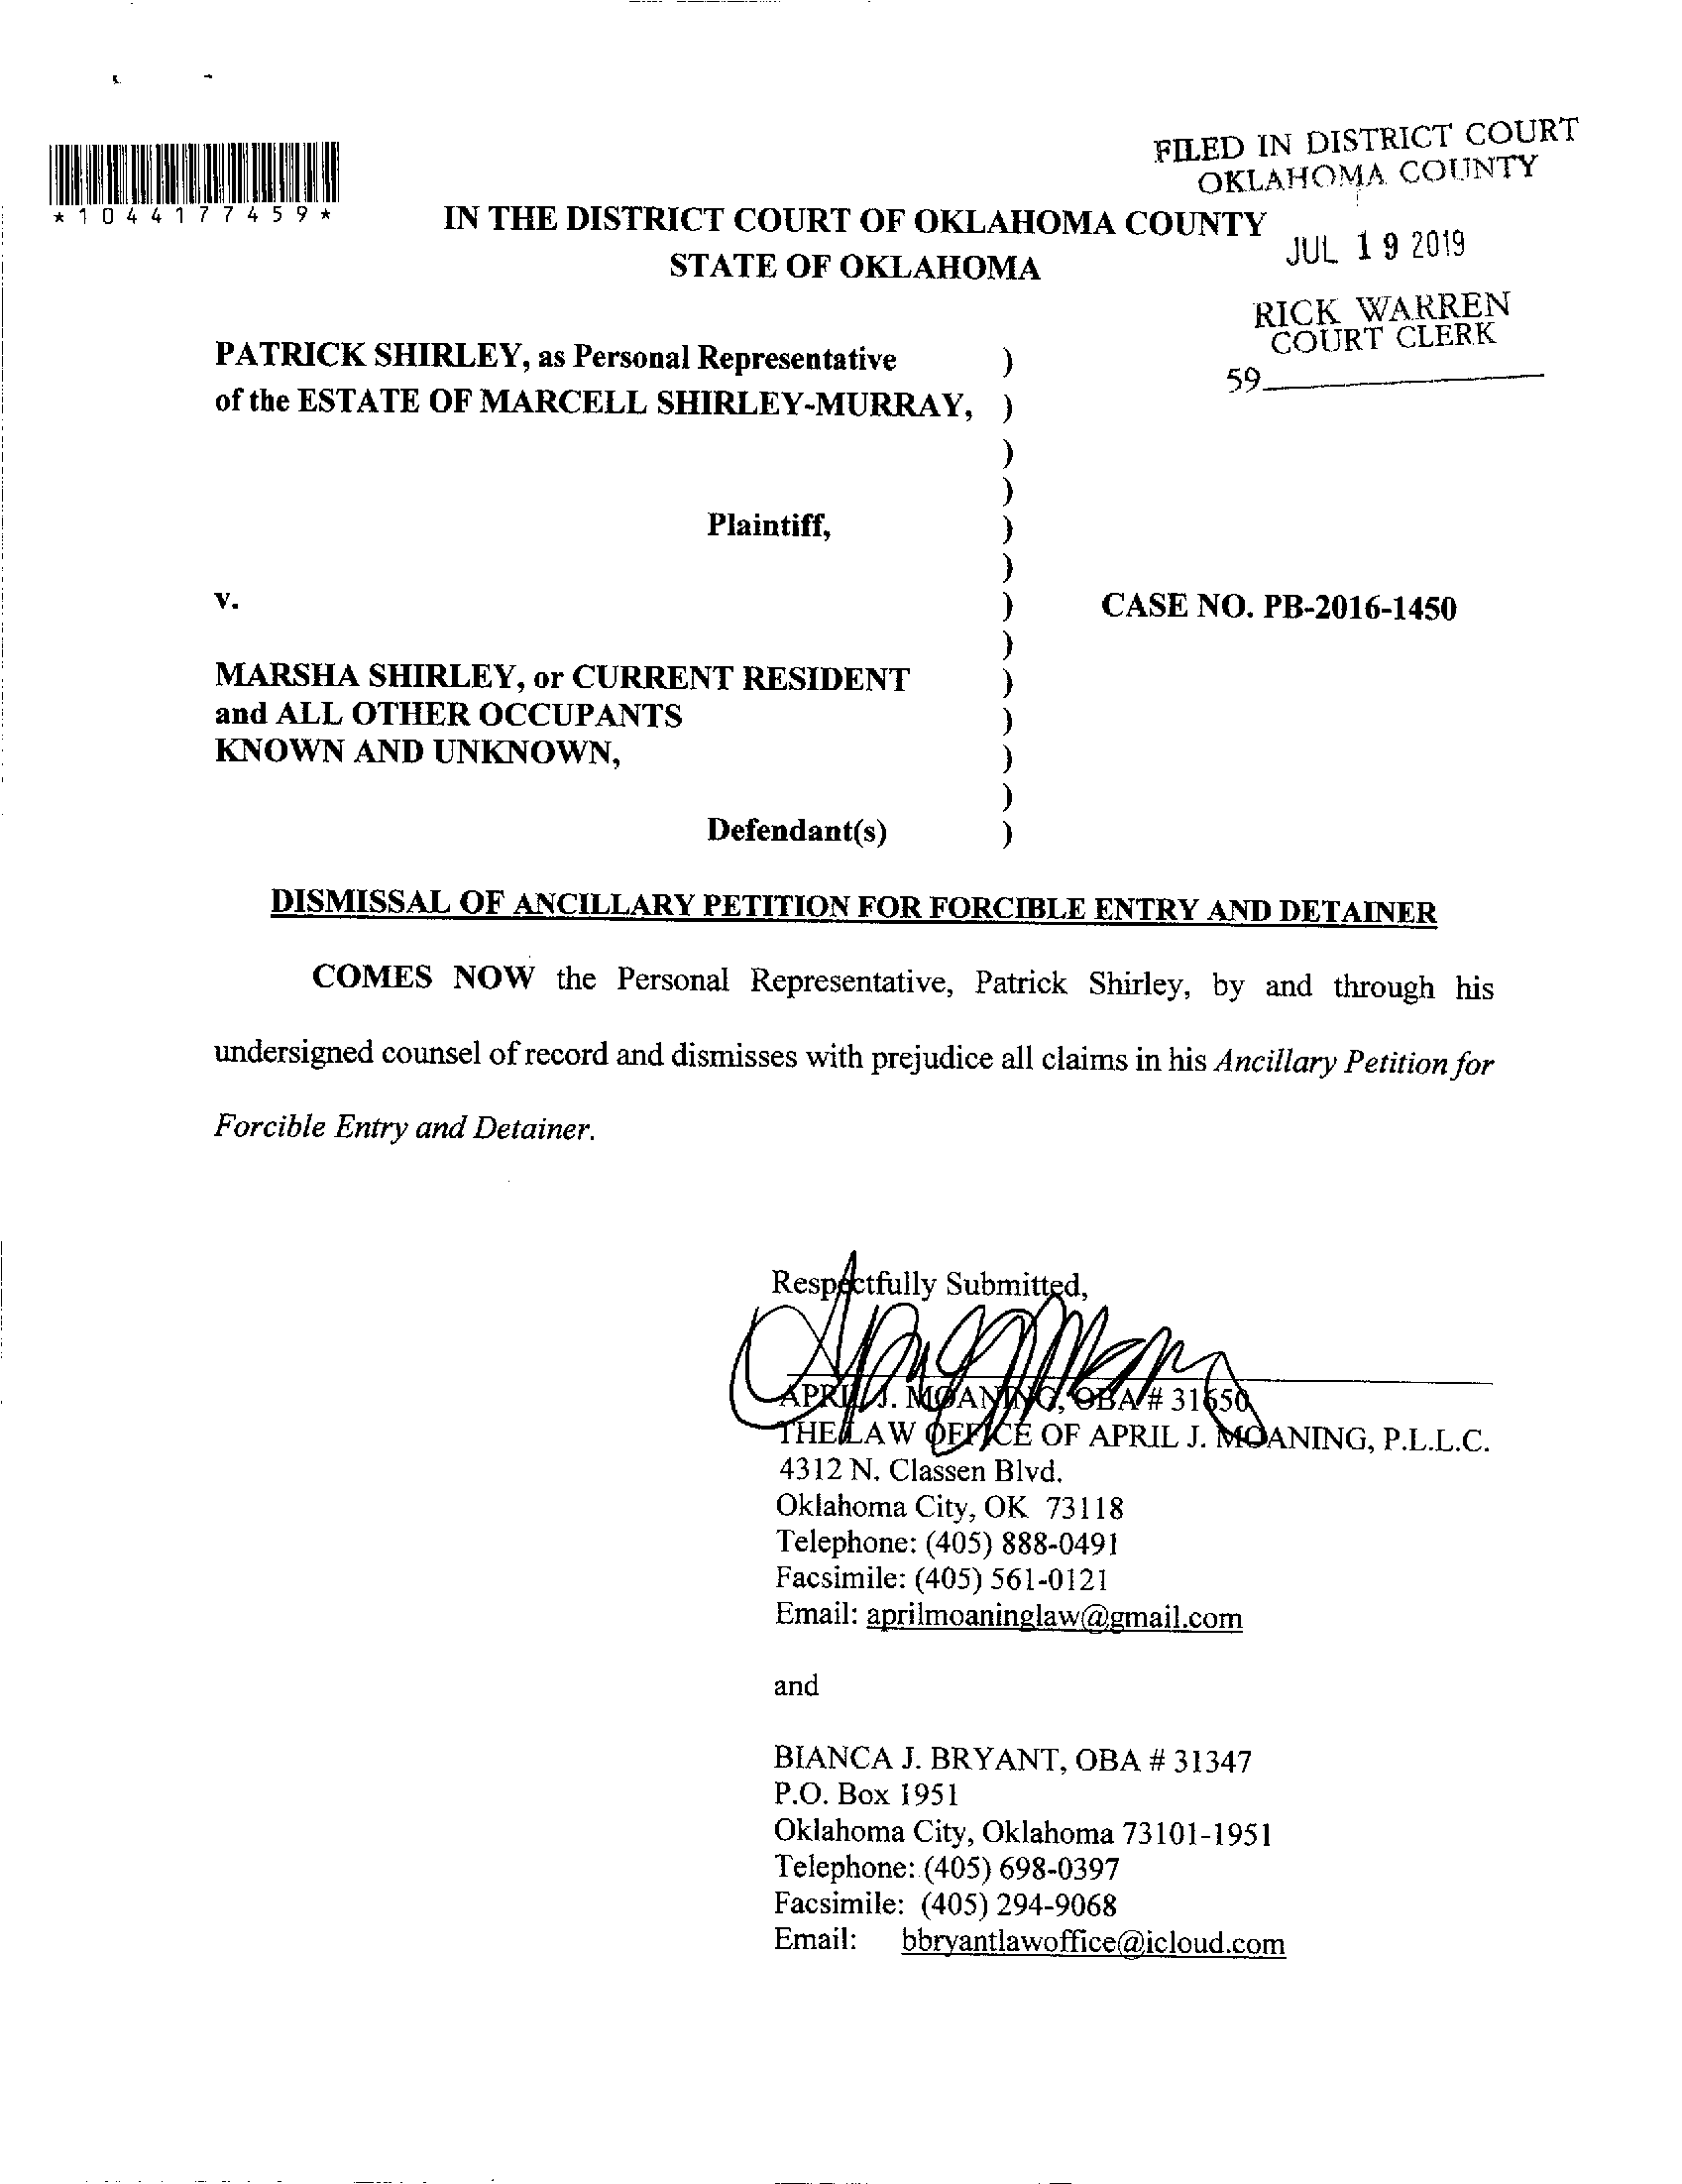 FILED IN DISTRICT COURT
OKLAHOMA COUNTY
*1044177459*
IN THE DISTRICT COURT OF OKLAHOMA COUNTY
STATE OF OKLAHOMA
JUL 19 2019
RICK WARREN
COURT CLERK
59
PATRICK SHIRLEY, as Personal Representative )
of the ESTATE OF MARCELL SHIRLEY-MURRAY, )
)
)
Plaintiff, )
)
v. ) CASE NO. PB-2016-1450
)
MARSHA SHIRLEY, or CURRENT RESIDENT )
and ALL OTHER OCCUPANTS )
KNOWN AND UNKNOWN, )
)
Defendant(s) )
DISMISSAL OF ANCILLARY PETITION FOR FORCIBLE ENTRY AND DETAINER
COMES NOW the Personal Representative, Patrick Shirley, by and through his
undersigned counsel of record and dismisses with prejudice all claims in his Ancillary Petition for
Forcible Entry and Detainer.
Respectfully Submitted,
APRIL J. MOANING, OBA # 31650
THE LAW OFFICE OF APRIL J. MOANING, P.L.L.C.
4312 N. Classen Blvd.
Oklahoma City, OK 73118
Telephone: (405) 888-0491
Facsimile: (405) 561-0121
Email: aprilmoaninglaw@gmail.com
and
BIANCA J. BRYANT, OBA # 31347
P.O. Box 1951
Oklahoma City, Oklahoma 73101-1951
Telephone: (405) 698-0397
Facsimile: (405) 294-9068
Email: bbryantlawoffice@icloud.com